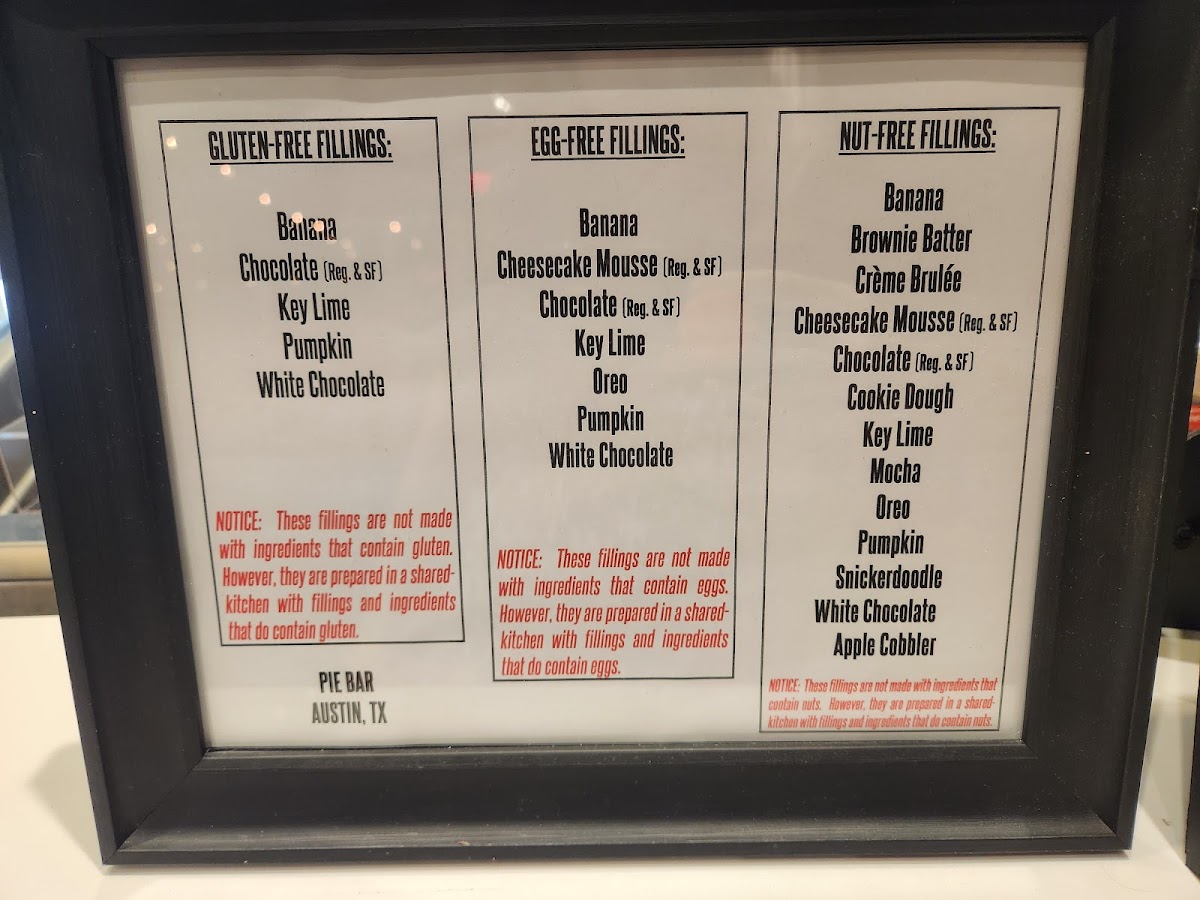 GLUTEN-FREE FILLINGS:
Banana
Chocolate (Reg. & SF)
Key Lime
Pumpkin
White Chocolate
NOTICE: These fillings are not made
with ingredients that contain gluten.
However, they are prepared in a shared-
kitchen with fillings and ingredients
that do contain gluten.
PIE BAR
AUSTIN, TX
EGG-FREE FILLINGS:
Banana
Cheesecake Mousse (Reg. & SF)
Chocolate (Reg. & SF)
Key Lime
Oreo
Pumpkin
White Chocolate
NOTICE: These fillings are not made
with ingredients that contain eggs.
However, they are prepared in a shared-
kitchen with fillings and ingredients
that do contain eggs.
NUT-FREE FILLINGS:
Banana
Brownie Batter
Crème Brulée
Cheesecake Mousse (Reg. & SF)
Chocolate (Reg. & SF)
Cookie Dough
Key Lime
Mocha
Oreo
Pumpkin
Snickerdoodle
White Chocolate
Apple Cobbler
NOTICE: These fillings are not made with ingredients that
contain nuts. However, they are prepared in a shared-
kitchen with fillings and ingredients that do contain nuts.